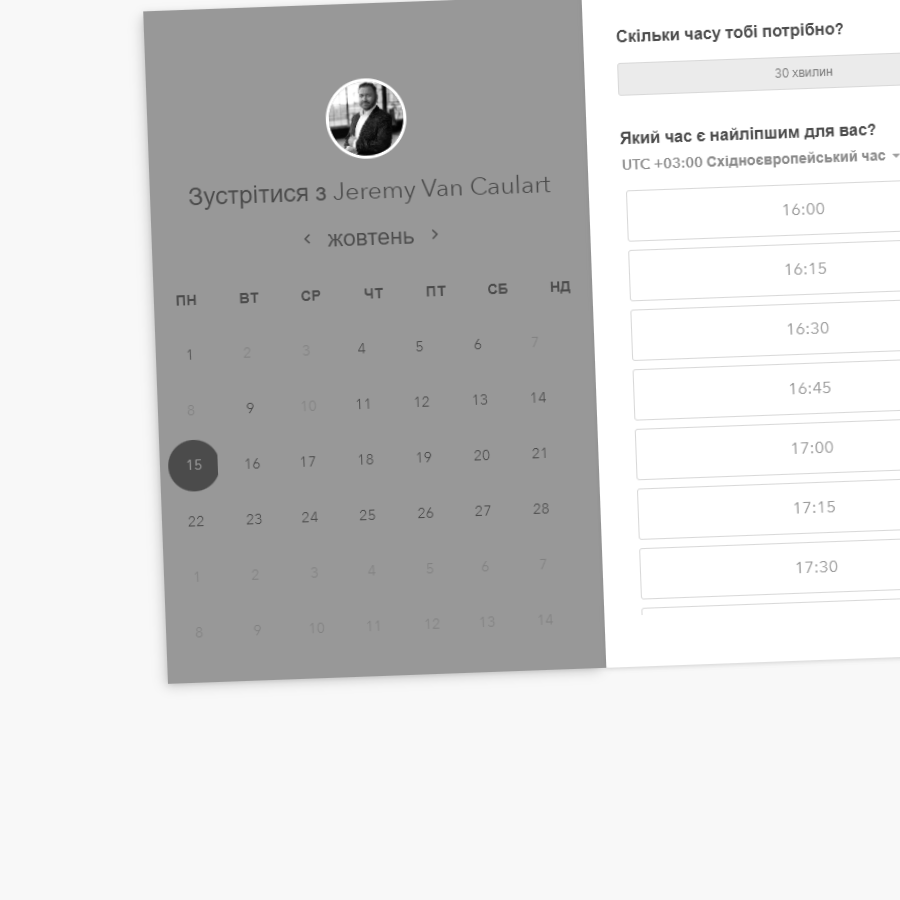 Зустрітися з Jeremy Van Caulart
жовтень
ПН ВТ СР ЧТ ПТ СБ НД
1 2 3 4 5 6 7
8 9 10 11 12 13 14
15 16 17 18 19 20 21
22 23 24 25 26 27 28
1 2 3 4 5 6 7
8 9 10 11 12 13 14
Скільки часу тобі потрібно?
30 хвилин
Який час є найліпшим для вас?
UTC +03:00 Східноєвропейський час
16:00
16:15
16:30
16:45
17:00
17:15
17:30